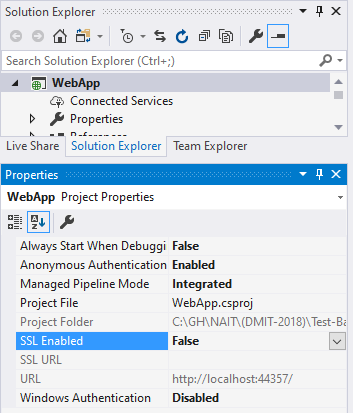 Solution Explorer
Search Solution Explorer (Ctrl+;)
WebApp
Connected Services
Properties
References
Live Share Solution Explorer Team Explorer
Properties
WebApp Project Properties
Always Start When Debuggi False
Anonymous Authentication Enabled
Managed Pipeline Mode Integrated
Project File WebApp.csproj
Project Folder C:\GH\NAIT\(DMIT-2018)\Test-Ba
SSL Enabled False
SSL URL
URL http://localhost:44357/
Windows Authentication Disabled